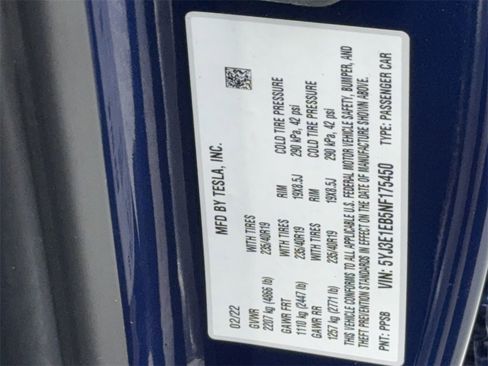 MFD BY TESLA, INC.
02/22
GVWR WITH TIRES RIM COLD TIRE PRESSURE
2207 kg (4866 lb) 235/40R19 19X8.5J 290 kPa, 42 psi
GAWR FRT WITH TIRES RIM COLD TIRE PRESSURE
1110 kg (2447 lb) 235/40R19 19X8.5J 290 kPa, 42 psi
GAWR RR WITH TIRES
1257 kg (2771 lb) 235/40R19
THIS VEHICLE CONFORMS TO ALL APPLICABLE U.S. FEDERAL MOTOR VEHICLE SAFETY, BUMPER, AND
THEFT PREVENTION STANDARDS IN EFFECT ON THE DATE OF MANUFACTURE SHOWN ABOVE.
VIN: 5YJ3E1EB5NF175450 TYPE: PASSENGER CAR
PNT: PPSB